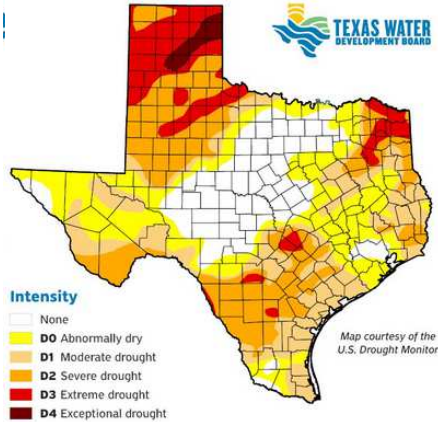 TEXAS WATER
DEVELOPMENT BOARD
Intensity
None
D0 Abnormally dry
D1 Moderate drought
D2 Severe drought
D3 Extreme drought
D4 Exceptional drought
Map courtesy of the
U.S. Drought Monitor